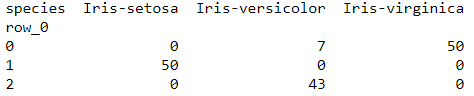 species Iris-setosa Iris-versicolor Iris-virginica
row_0
0 0 7 50
1 50 0 0
2 0 43 0